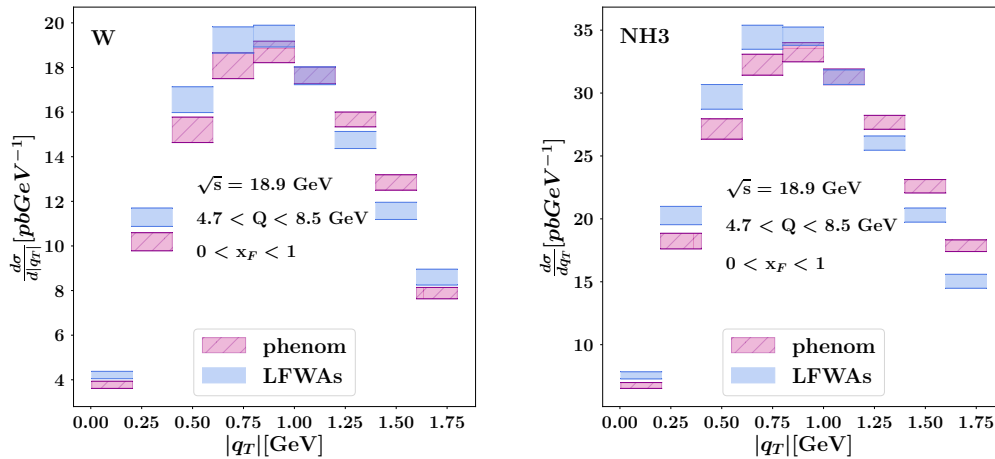 W
20
18
16
14
12
10
8
6
4
dσ/d|q_T| [pbGeV⁻¹]
√s = 18.9 GeV
4.7 < Q < 8.5 GeV
0 < x_F < 1
phenom
LFWAs
0.00 0.25 0.50 0.75 1.00 1.25 1.50 1.75
|q_T|[GeV]
NH3
35
30
25
20
15
10
dσ/dq_T [pbGeV⁻¹]
√s = 18.9 GeV
4.7 < Q < 8.5 GeV
0 < x_F < 1
phenom
LFWAs
0.00 0.25 0.50 0.75 1.00 1.25 1.50 1.75
|q_T|[GeV]